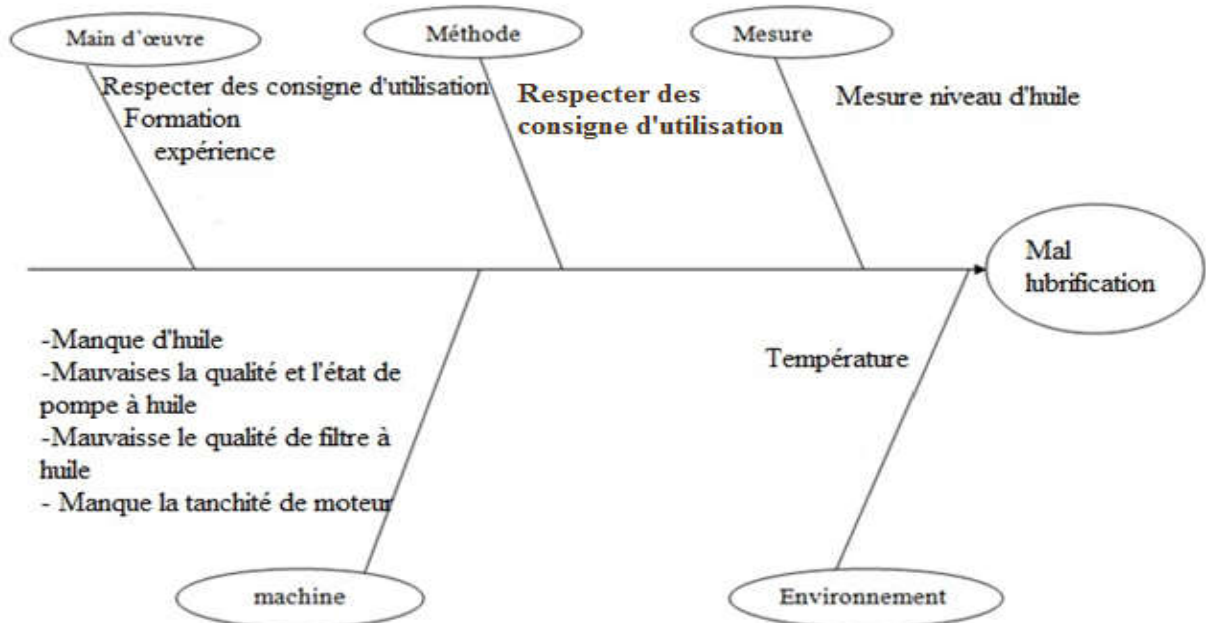 Main d'œuvre
Méthode
Mesure
Respecter des consigne d'utilisation
Formation
expérience
Respecter des
consigne d'utilisation
Mesure niveau d'huile
Mal
lubrification
-Manque d'huile
-Mauvaises la qualité et l'état de
pompe à huile
-Mauvaisse le qualité de filtre à
huile
- Manque la tanchité de moteur
Température
machine
Environnement